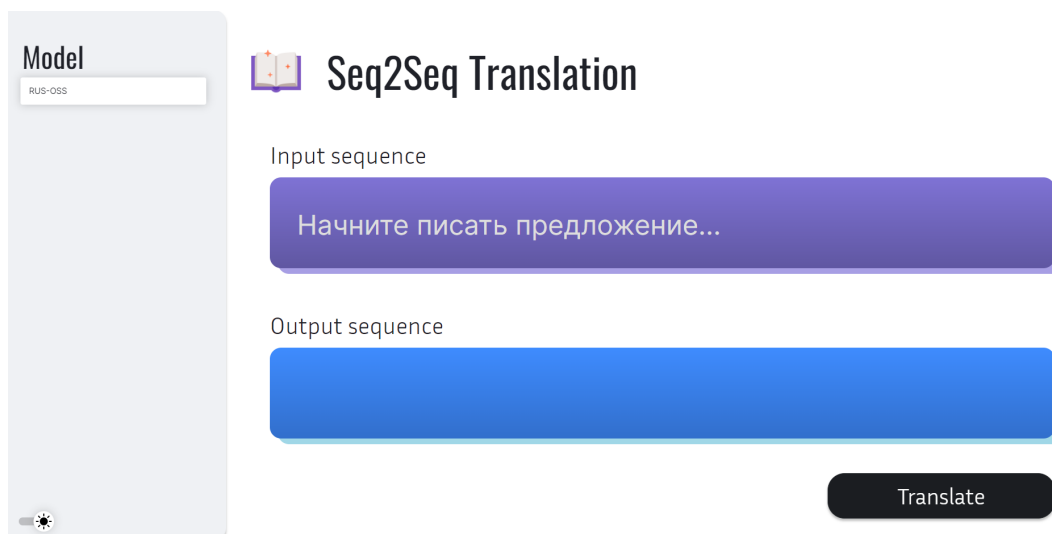 Model
RUS-OSS
Seq2Seq Translation
Input sequence
Начните писать предложение...
Output sequence
Translate